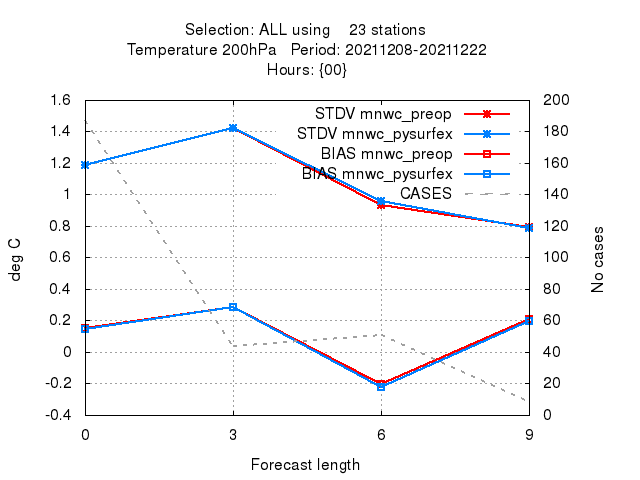 Selection: ALL using    23 stations
Temperature 200hPa   Period: 20211208-20211222
Hours: {00}
1.6
1.4
1.2
1
0.8
0.6
0.4
0.2
0
-0.2
-0.4
deg C
STDV mnwc_preop
STDV mnwc_pysurfex
BIAS mnwc_preop
BIAS mnwc_pysurfex
CASES
200
180
160
140
120
100
80
60
40
20
0
No cases
0 3 6 9
Forecast length